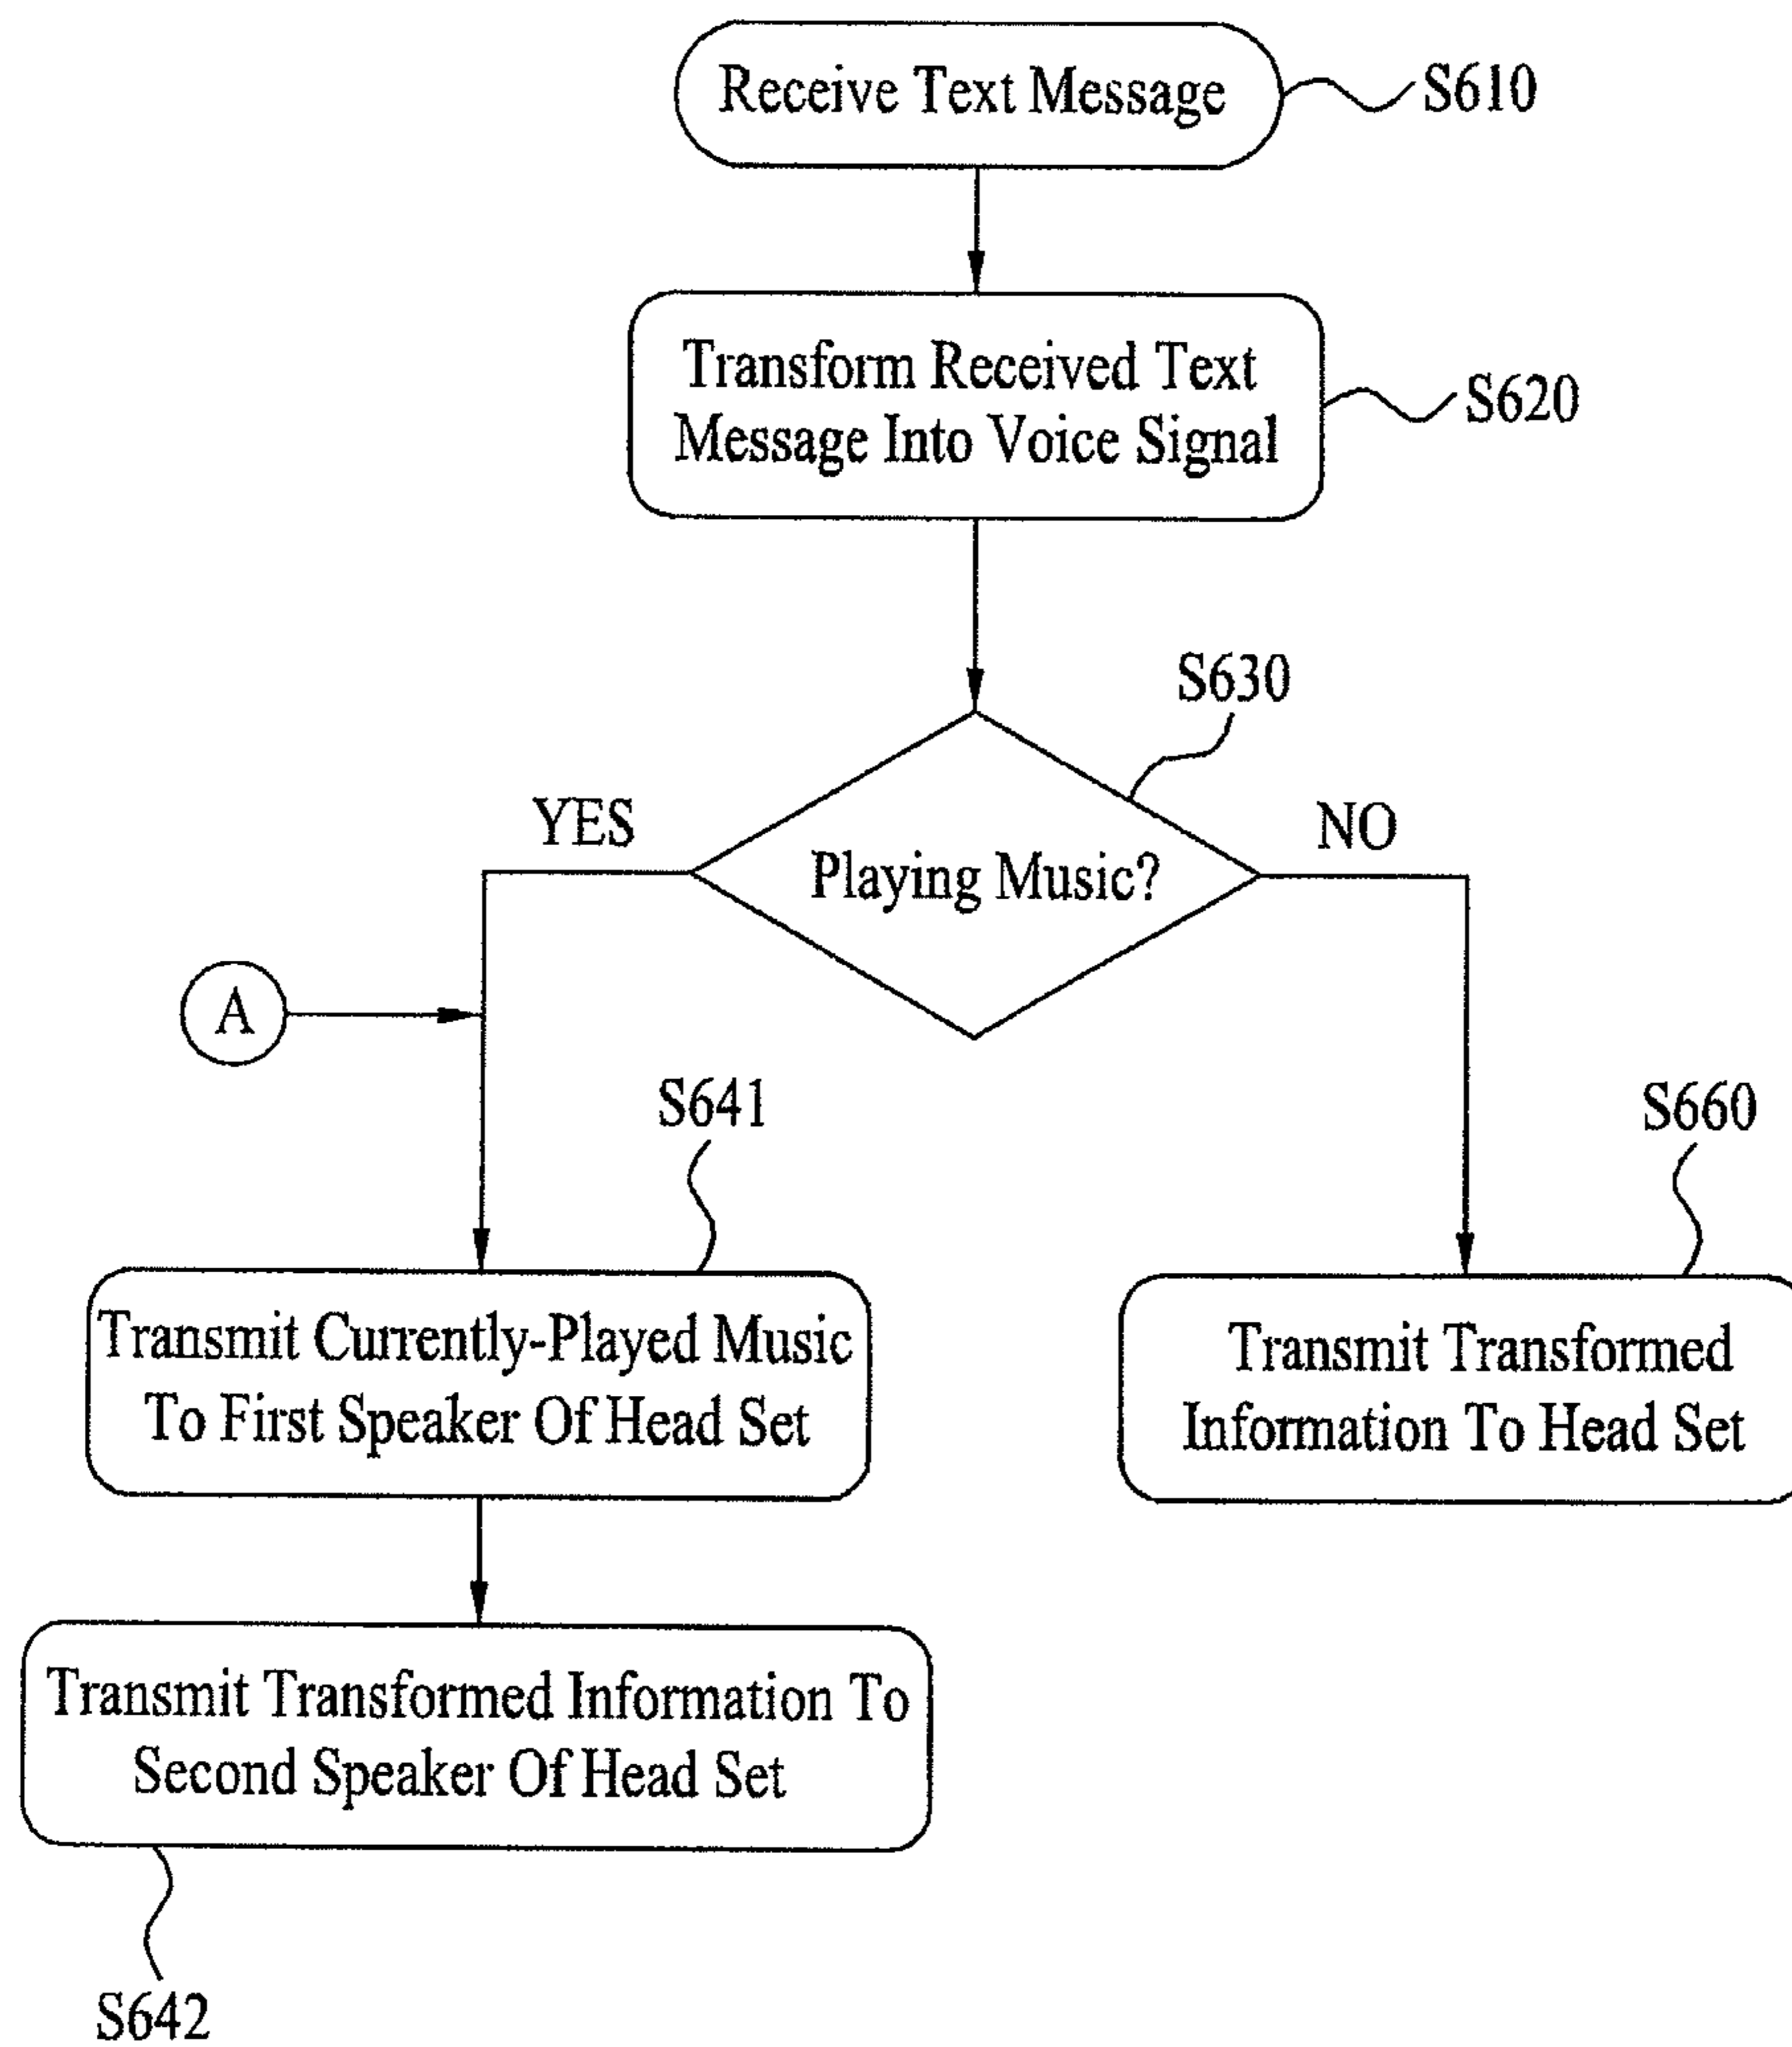 Receive Text Message
S610
Transform Received Text
Message Into Voice Signal
S620
S630
YES
NO
Playing Music?
A
S641
S660
Transmit Currently-Played Music
To First Speaker Of Head Set
Transmit Transformed
Information To Head Set
Transmit Transformed Information To
Second Speaker Of Head Set
S642